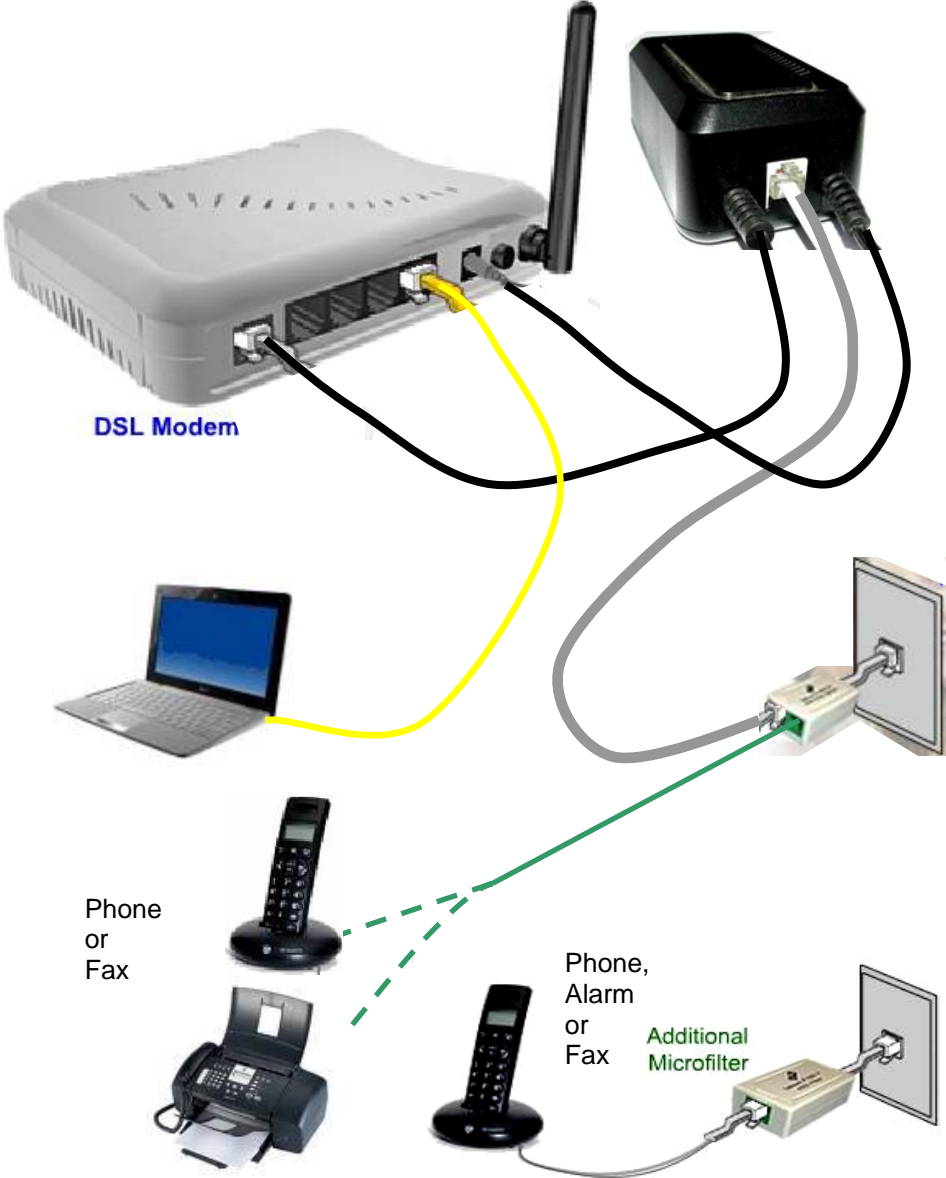 DSL Modem
Phone
or
Fax
Phone,
Alarm
or
Fax
Additional
Microfilter